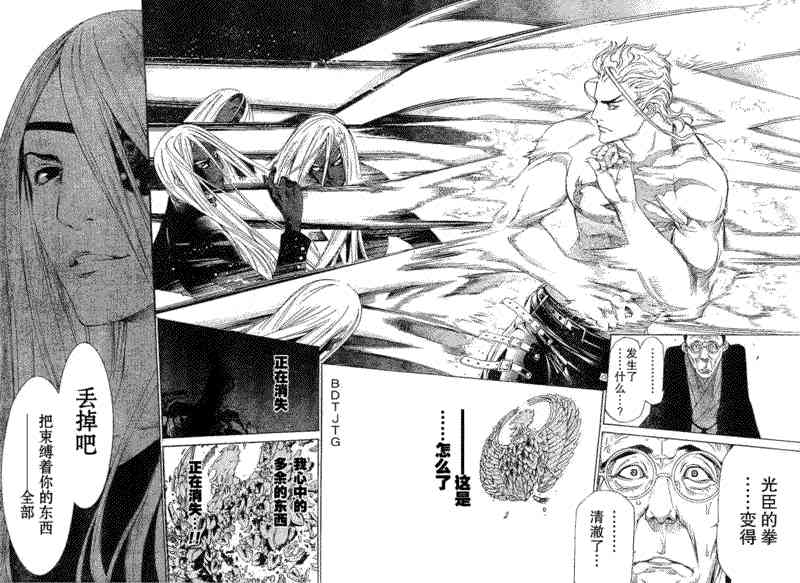 ………
发生了
什么…?
………
光臣的拳
……变得
………
清澈了…
——这是
……怎么了
BDTJTG
正在消失
我心中的
多余的东西
正在消失…!!
丢掉吧
——把束缚着你的东西
——全部